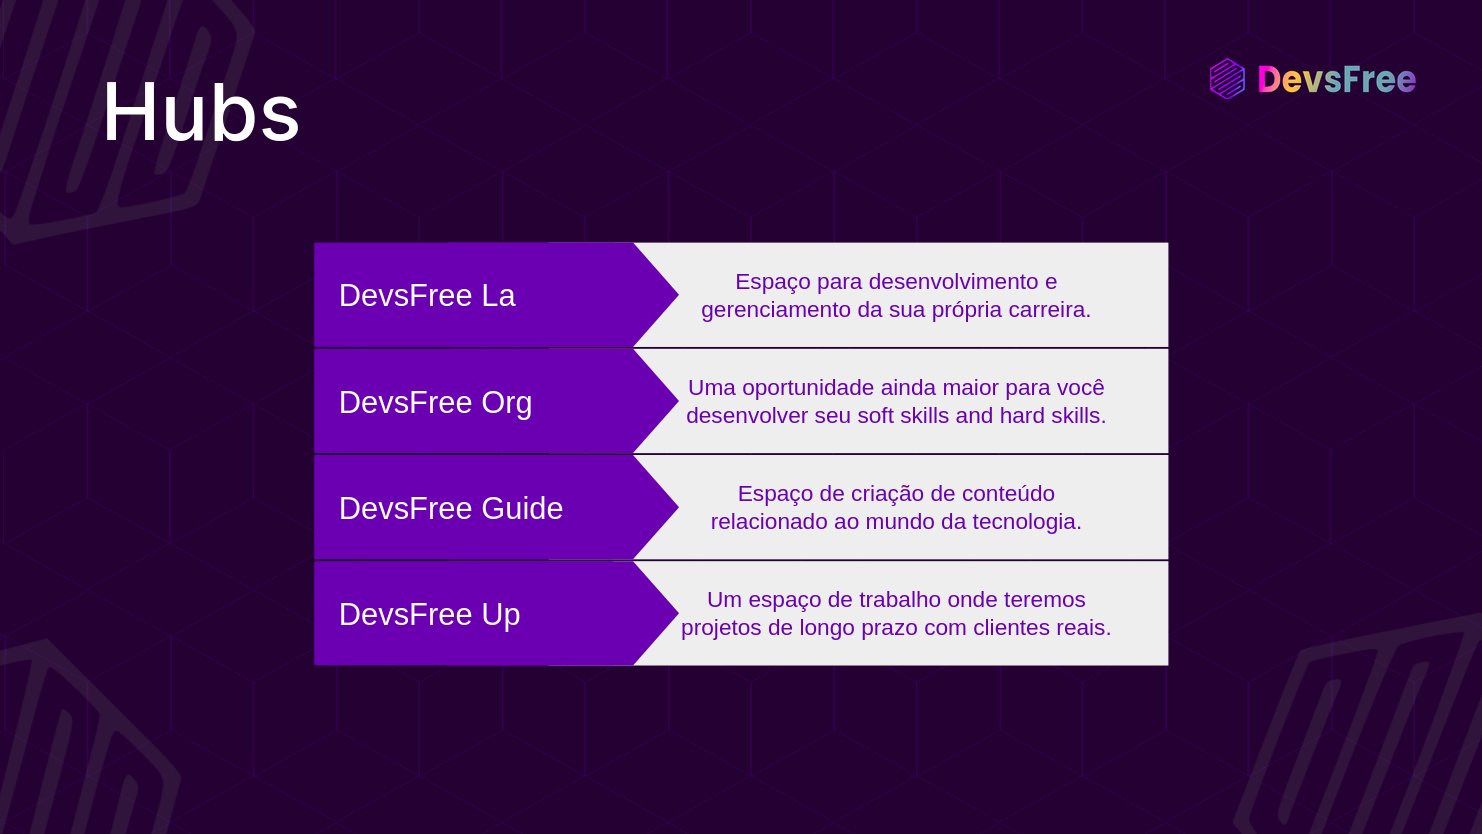 Hubs
DevsFree
DevsFree La
Espaço para desenvolvimento e
gerenciamento da sua própria carreira.
DevsFree Org
Uma oportunidade ainda maior para você
desenvolver seu soft skills and hard skills.
DevsFree Guide
Espaço de criação de conteúdo
relacionado ao mundo da tecnologia.
DevsFree Up
Um espaço de trabalho onde teremos
projetos de longo prazo com clientes reais.